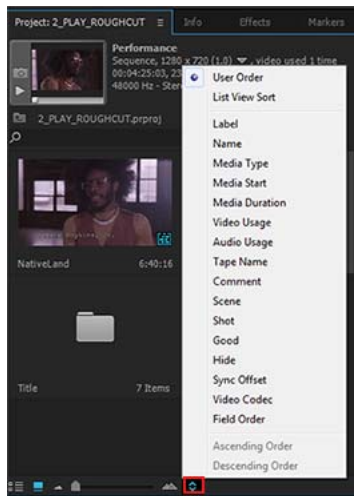 Project: 2_PLAY_ROUGHCUT
Info
Effects
Markers
Performance
Sequence, 1280 x 720 (1.0) , video used 1 time
00:04:25:03, 23
48000 Hz - Ster
2_PLAY_ROUGHCUT.prproj
NativeLand 6:40:16
Title 7 Items
User Order
List View Sort
Label
Name
Media Type
Media Start
Media Duration
Video Usage
Audio Usage
Tape Name
Comment
Scene
Shot
Good
Hide
Sync Offset
Video Codec
Field Order
Ascending Order
Descending Order